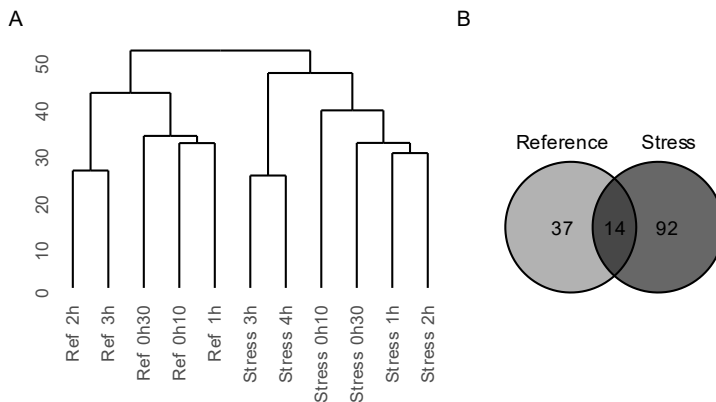 A
B
50
40
30
20
10
0
Ref 2h
Ref 3h
Ref 0h30
Ref 0h10
Ref 1h
Stress 3h
Stress 4h
Stress 0h10
Stress 0h30
Stress 1h
Stress 2h
Reference
Stress
37
14
92